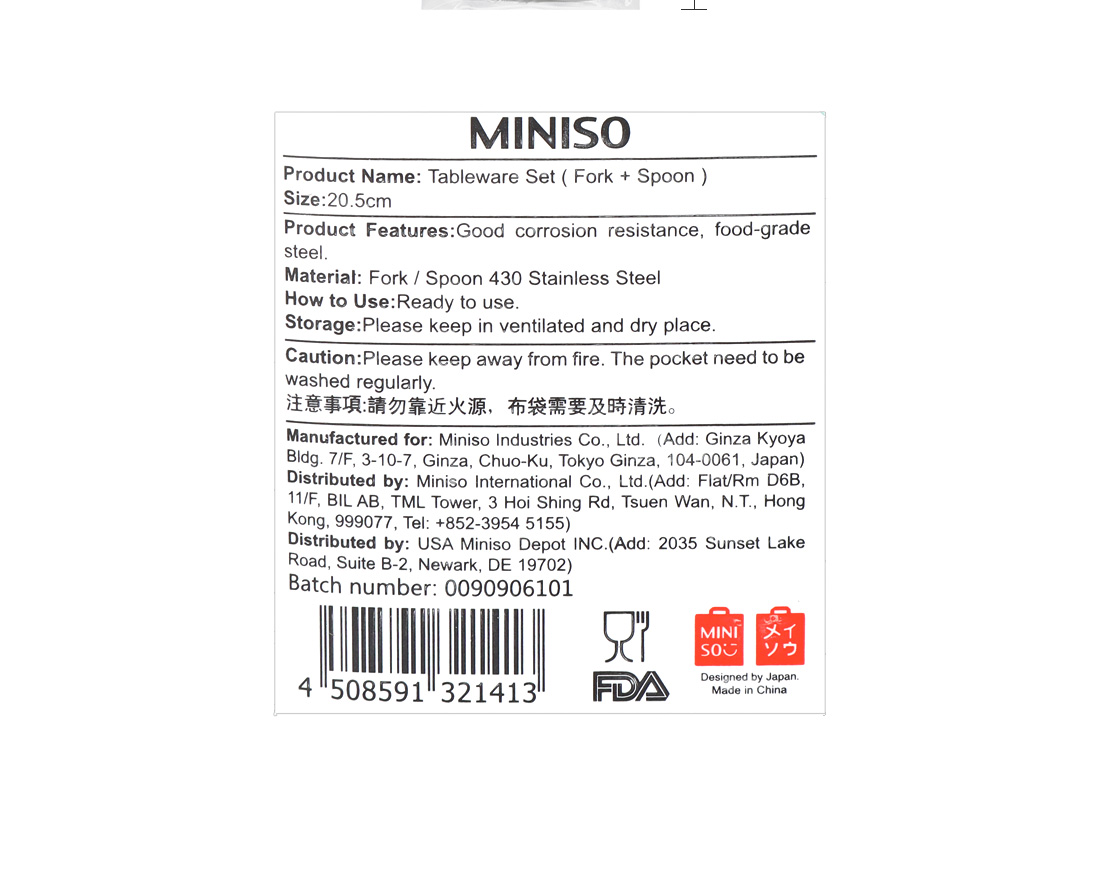 MINISO
Product Name: Tableware Set ( Fork + Spoon )
Size:20.5cm
Product Features:Good corrosion resistance, food-grade
steel.
Material: Fork / Spoon 430 Stainless Steel
How to Use:Ready to use.
Storage:Please keep in ventilated and dry place.
Caution:Please keep away from fire. The pocket need to be
washed regularly.
注意事項:請勿靠近火源，布袋需要及時清洗。
Manufactured for: Miniso Industries Co., Ltd.（Add: Ginza Kyoya
Bldg. 7/F, 3-10-7, Ginza, Chuo-Ku, Tokyo Ginza, 104-0061, Japan)
Distributed by: Miniso International Co., Ltd.(Add: Flat/Rm D6B,
11/F, BIL AB, TML Tower, 3 Hoi Shing Rd, Tsuen Wan, N.T., Hong
Kong, 999077, Tel: +852-3954 5155)
Distributed by: USA Miniso Depot INC.(Add: 2035 Sunset Lake
Road, Suite B-2, Newark, DE 19702)
Batch number: 0090906101
4 508591 321413
FDA
MINI
SO
メイ
ソウ
Designed by Japan.
Made in China